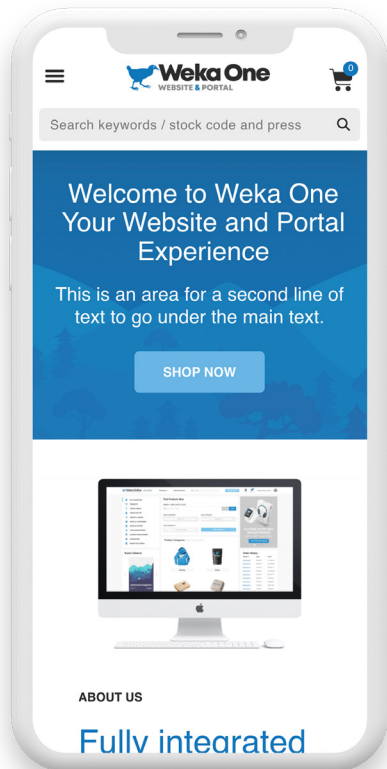 Weka One
WEBSITE & PORTAL
0
Search keywords / stock code and press
Welcome to Weka One
Your Website and Portal
Experience
This is an area for a second line of
text to go under the main text.
SHOP NOW
ABOUT US
Fully integrated